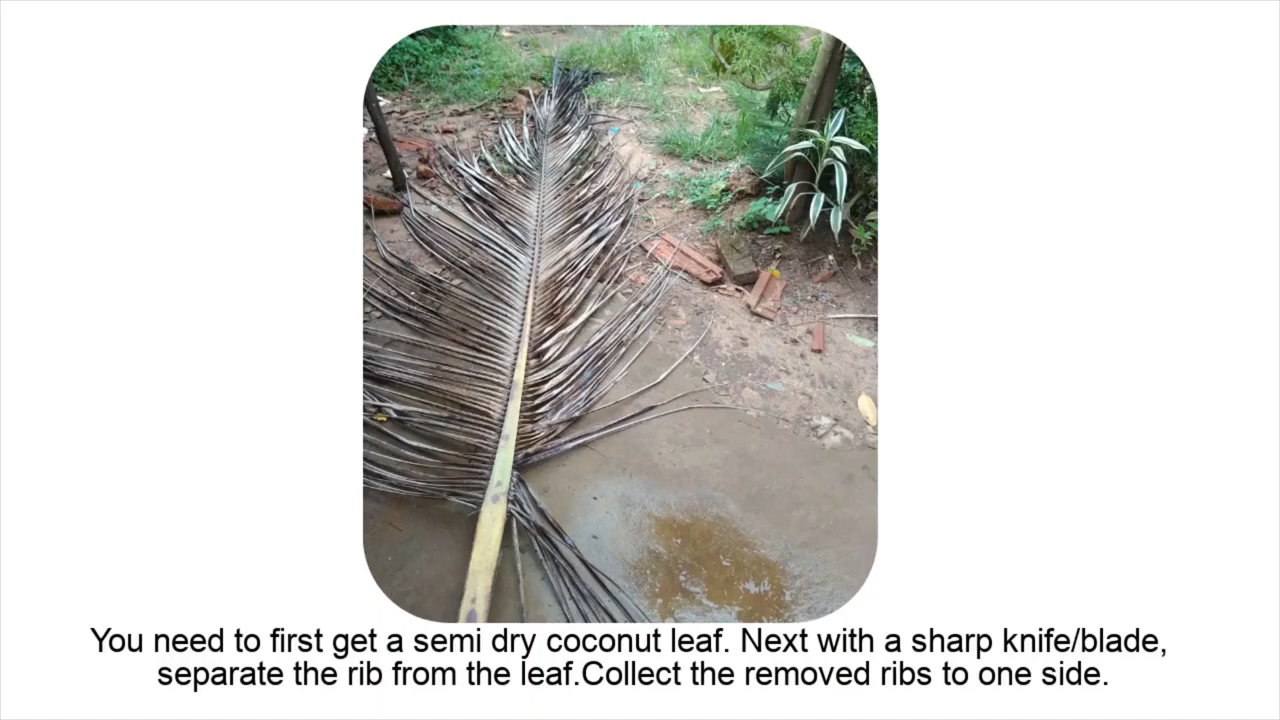 You need to first get a semi dry coconut leaf. Next with a sharp knife/blade,
separate the rib from the leaf.Collect the removed ribs to one side.